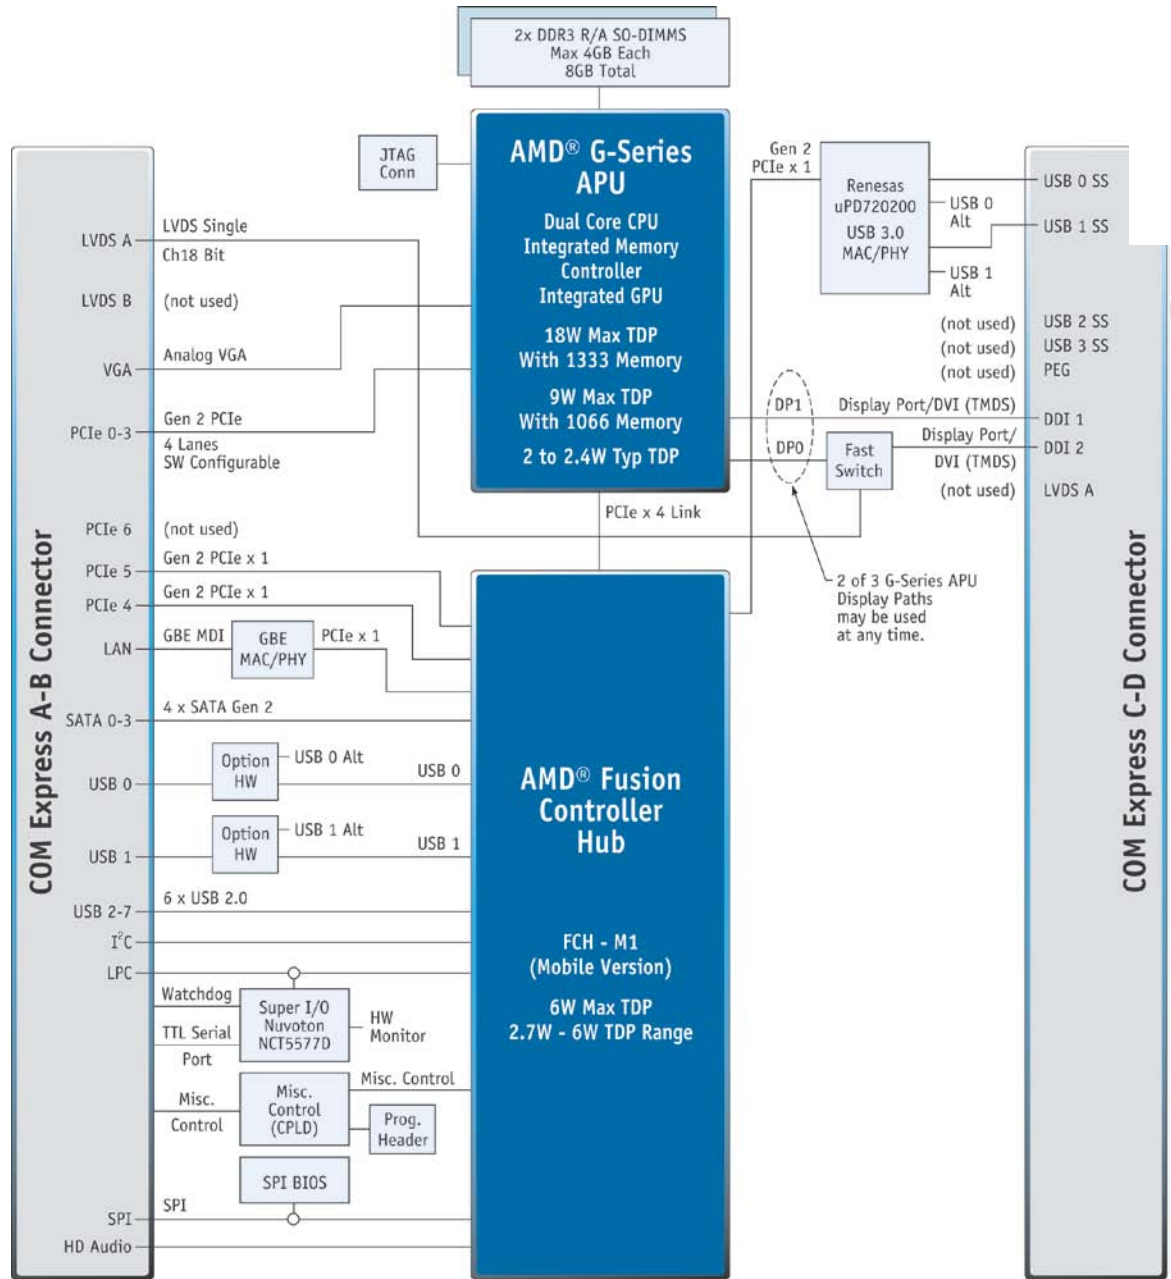 2x DDR3 R/A SO-DIMMS
Max 4GB Each
8GB Total
AMD® G-Series
APU
Dual Core CPU
Integrated Memory
Controller
Integrated GPU
18W Max TDP
With 1333 Memory
9W Max TDP
With 1066 Memory
2 to 2.4W Typ TDP
JTAG
Conn
COM Express A-B Connector
LVDS A
LVDS Single
Ch18 Bit
LVDS B
(not used)
VGA
Analog VGA
PCIe 0-3
Gen 2 PCIe
4 Lanes
SW Configurable
PCIe 6
(not used)
PCIe 5
Gen 2 PCIe x 1
PCIe 4
Gen 2 PCIe x 1
LAN
GBE MDI
GBE
MAC/PHY
PCIe x 1
SATA 0-3
4 x SATA Gen 2
USB 0
Option
HW
USB 0 Alt
USB 0
USB 1
Option
HW
USB 1 Alt
USB 1
USB 2-7
6 x USB 2.0
I²C
LPC
Watchdog
TTL Serial
Port
Super I/O
Nuvoton
NCT5577D
HW
Monitor
Misc.
Control
Misc.
Control
(CPLD)
Misc. Control
Prog.
Header
SPI BIOS
SPI
SPI
HD Audio
PCIe x 4 Link
AMD® Fusion
Controller
Hub
FCH - M1
(Mobile Version)
6W Max TDP
2.7W - 6W TDP Range
Gen 2
PCIe x 1
Renesas
uPD720200
USB 3.0
MAC/PHY
USB 0
Alt
USB 1
Alt
USB 0 SS
USB 1 SS
(not used)
USB 2 SS
(not used)
USB 3 SS
(not used)
PEG
DP1
Display Port/DVI (TMDS)
DDI 1
DP0
Fast
Switch
Display Port/
DVI (TMDS)
DDI 2
(not used)
LVDS A
2 of 3 G-Series APU
Display Paths
may be used
at any time.
COM Express C-D Connector